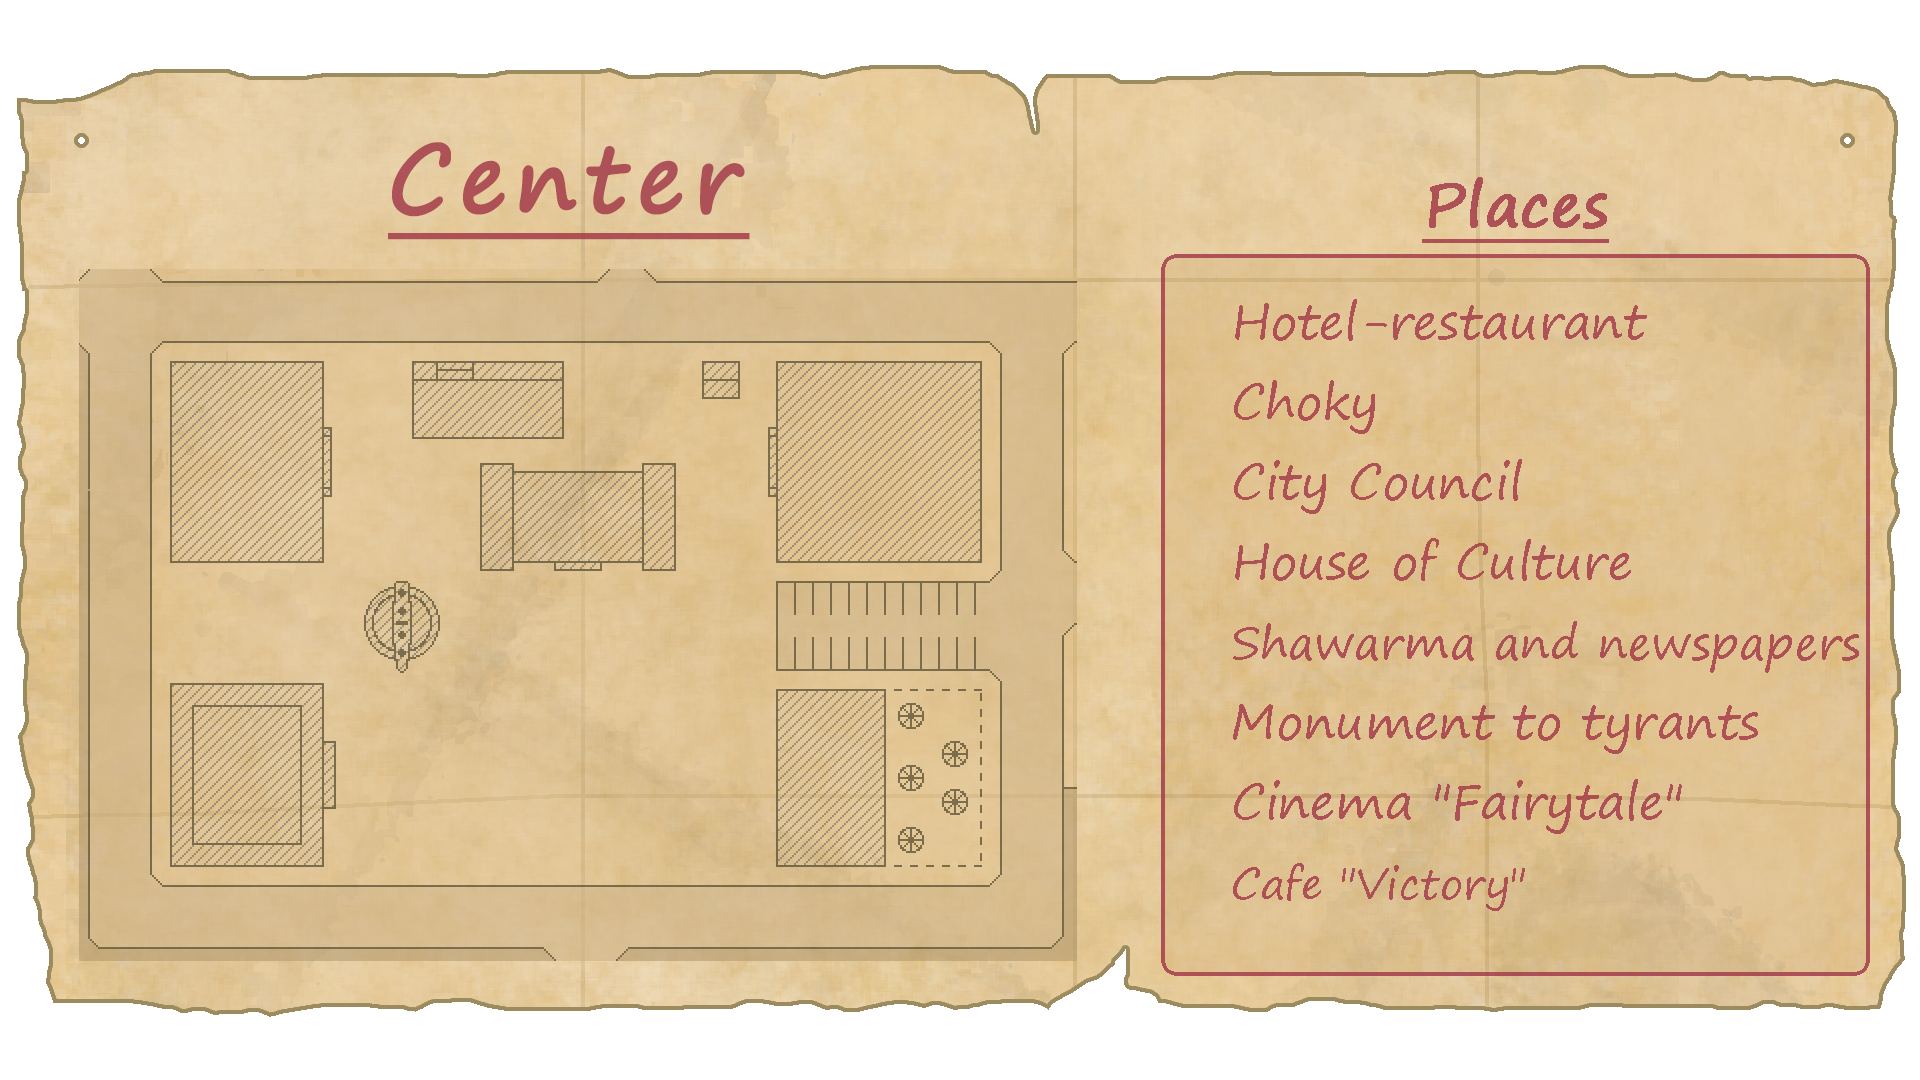 Center
Places
Hotel-restaurant
Choky
City Council
House of Culture
Shawarma and newspapers
Monument to tyrants
Cinema "Fairytale"
Cafe "Victory"